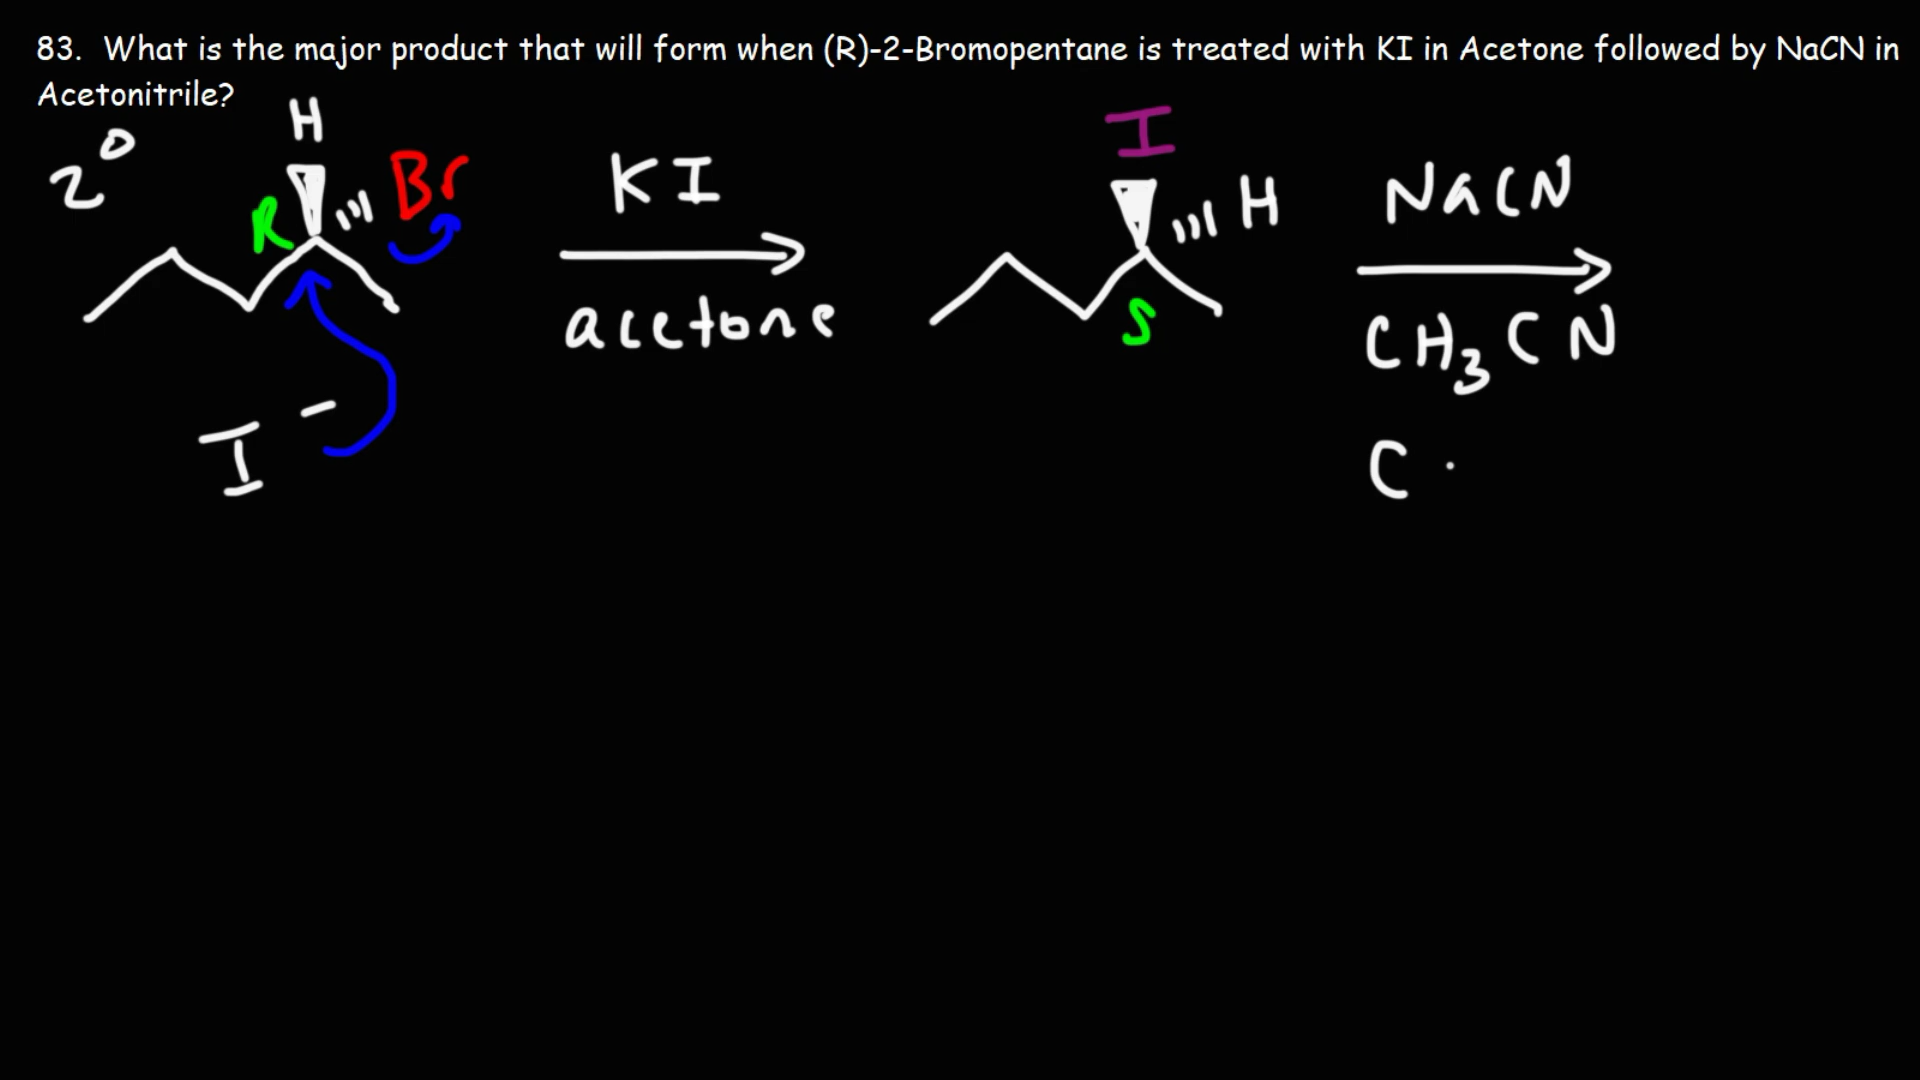 83. What is the major product that will form when (R)-2-Bromopentane is treated with KI in Acetone followed by NaCN in
Acetonitrile?
2° H R Br
KI
acetone
I H S
NaCN
CH₃CN
I⁻
C ·